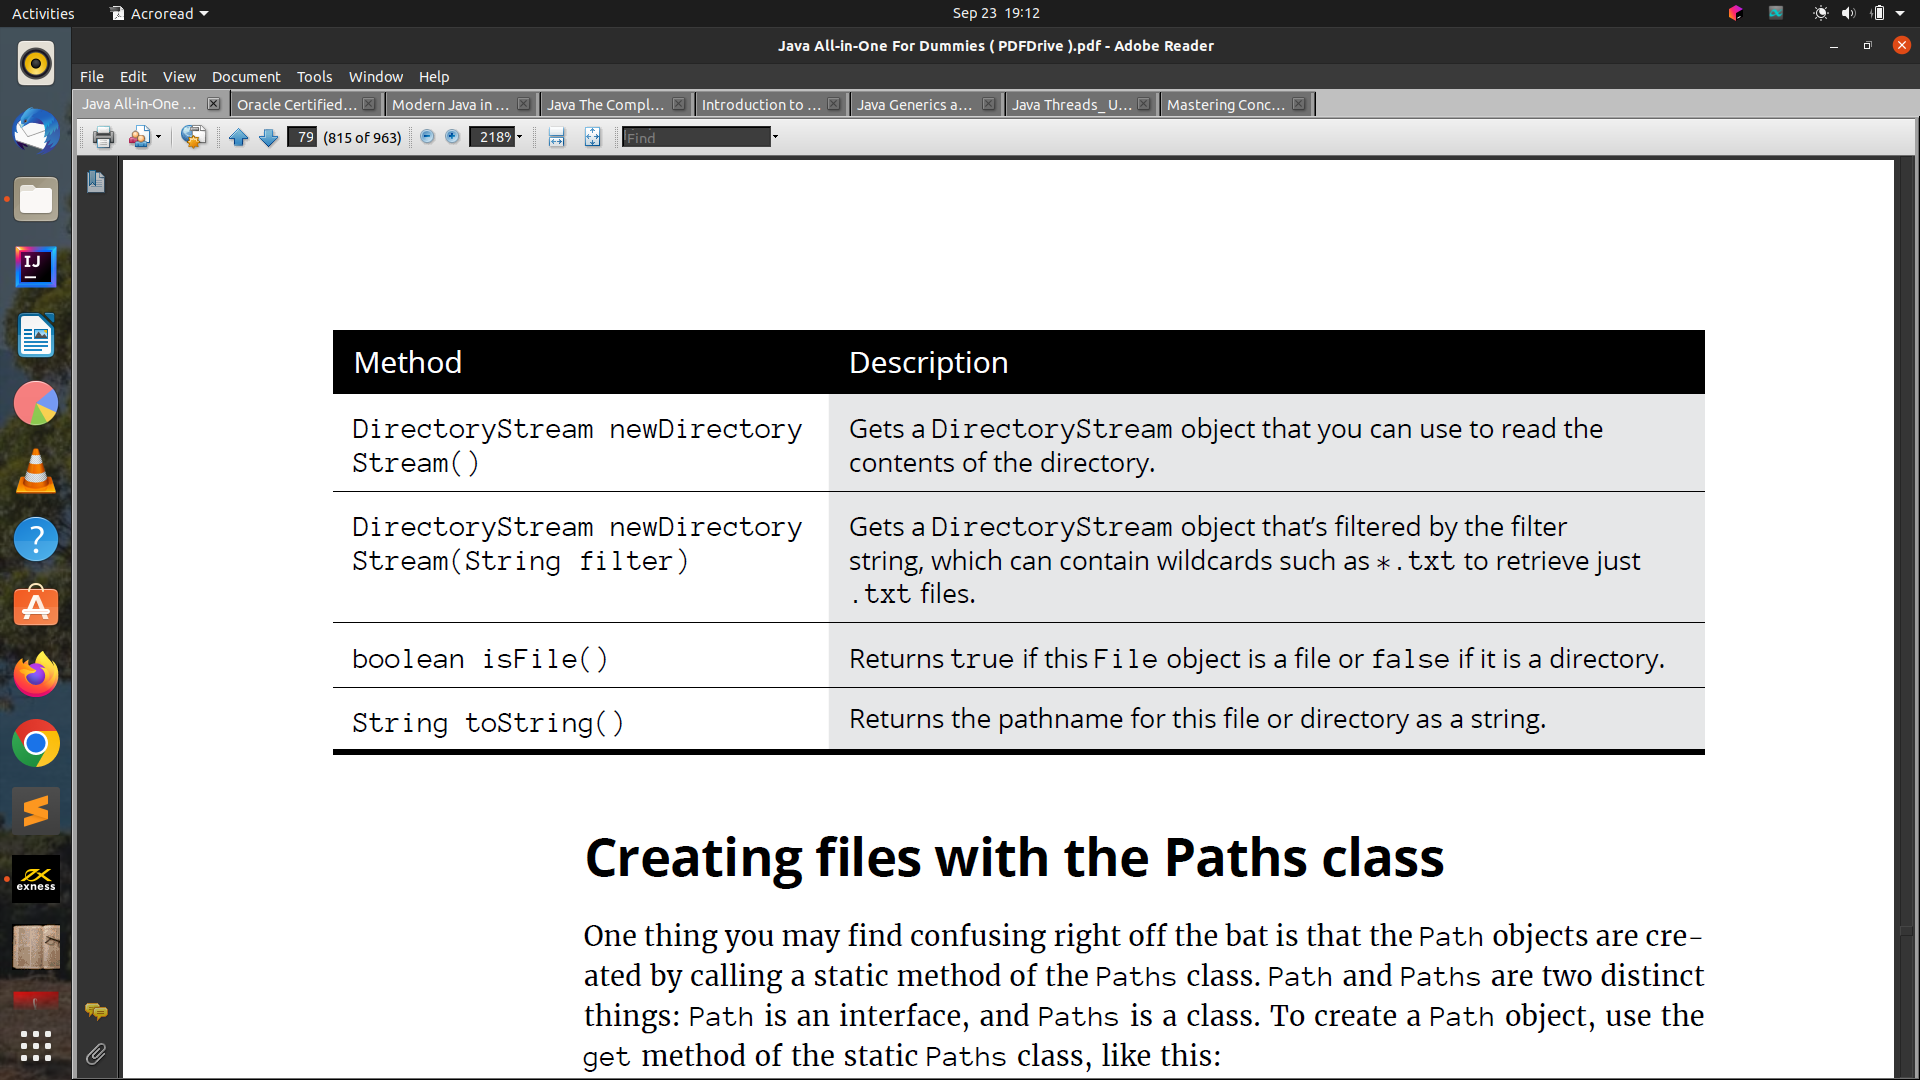 Activities Acroread Sep 23 19:12
Java All-in-One For Dummies ( PDFDrive ).pdf - Adobe Reader
File Edit View Document Tools Window Help
Java All-in-One ... Oracle Certified... Modern Java in ... Java The Compl... Introduction to ... Java Generics a... Java Threads_ U... Mastering Conc...
79 (815 of 963) 218% Find
Method Description
DirectoryStream newDirectory Gets a DirectoryStream object that you can use to read the
Stream() contents of the directory.
DirectoryStream newDirectory Gets a DirectoryStream object that’s filtered by the filter
Stream(String filter) string, which can contain wildcards such as *.txt to retrieve just
.txt files.
boolean isFile() Returns true if this File object is a file or false if it is a directory.
String toString() Returns the pathname for this file or directory as a string.
Creating files with the Paths class
One thing you may find confusing right off the bat is that the Path objects are cre-
ated by calling a static method of the Paths class. Path and Paths are two distinct
things: Path is an interface, and Paths is a class. To create a Path object, use the
get method of the static Paths class, like this:
IJ
?
A
exness